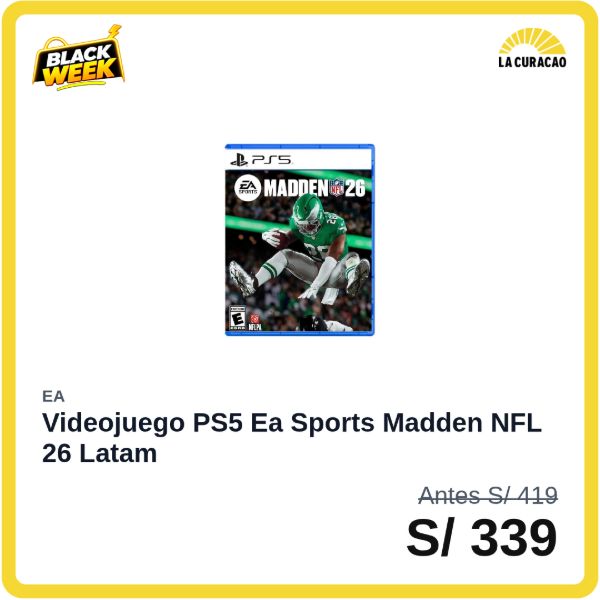 BLACK
WEEK
LA CURACAO
PS5
EA
SPORTS
MADDEN NFL 26
E
NFLPA
EA
Videojuego PS5 Ea Sports Madden NFL
26 Latam
Antes S/ 419
S/ 339